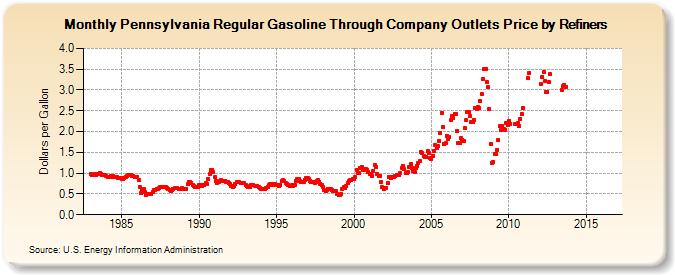 Monthly Pennsylvania Regular Gasoline Through Company Outlets Price by Refiners
Dollars per Gallon
4.0
3.5
3.0
2.5
2.0
1.5
1.0
0.5
0.0
1985 1990 1995 2000 2005 2010 2015
Source: U.S. Energy Information Administration